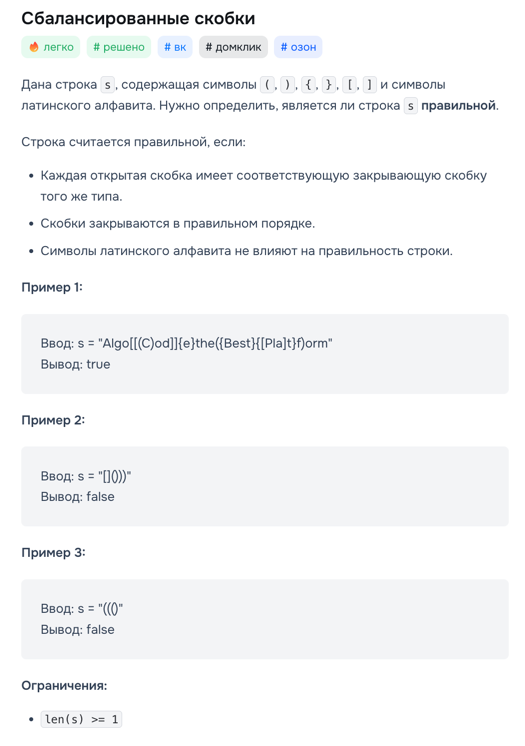 Сбалансированные скобки
🔥 легко # решено # вк # домклик # озон
Дана строка s, содержащая символы (, ), {, }, [, ] и символы
латинского алфавита. Нужно определить, является ли строка s правильной.
Строка считается правильной, если:
• Каждая открытая скобка имеет соответствующую закрывающую скобку
того же типа.
• Скобки закрываются в правильном порядке.
• Символы латинского алфавита не влияют на правильность строки.
Пример 1:
Ввод: s = "Algo[[(C)od]]{e}the({Best}{[Pla]t}f)orm"
Вывод: true
Пример 2:
Ввод: s = "[]()))"
Вывод: false
Пример 3:
Ввод: s = "((()"
Вывод: false
Ограничения:
• len(s) >= 1